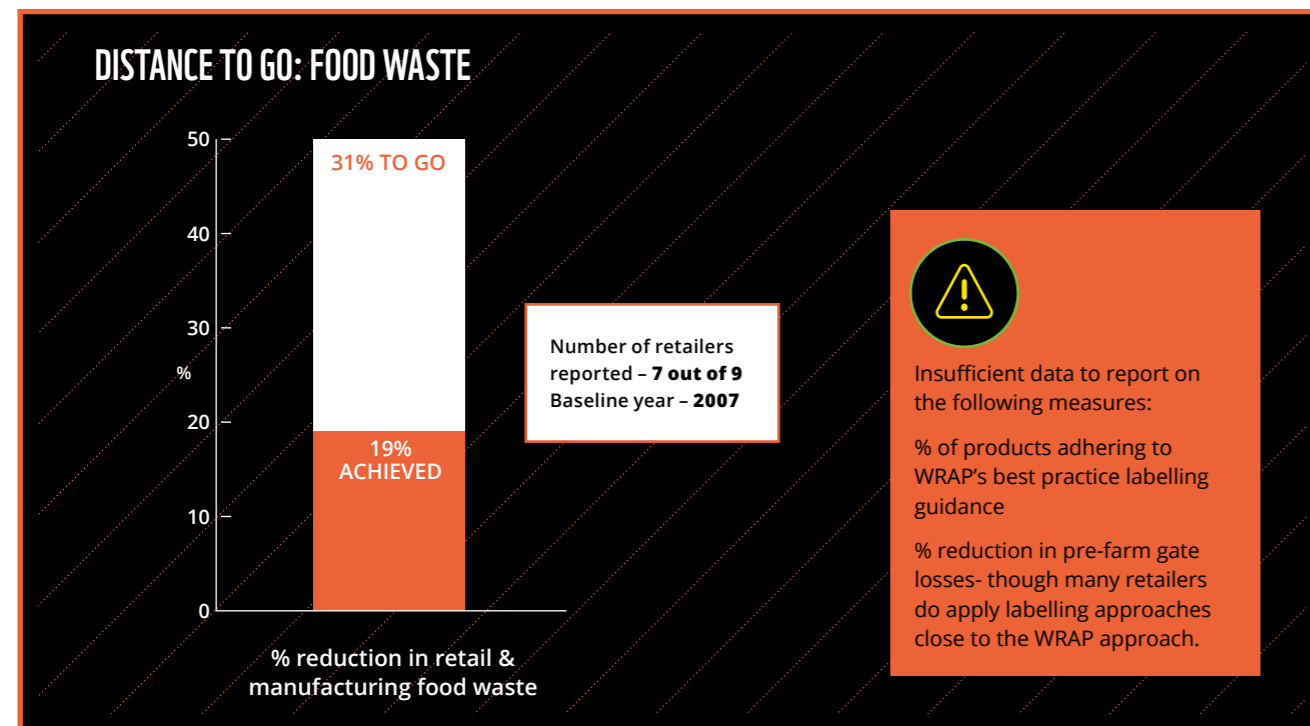 DISTANCE TO GO: FOOD WASTE
50
40
30
%
20
10
0
31% TO GO
19%
ACHIEVED
% reduction in retail &
manufacturing food waste
Number of retailers
reported – 7 out of 9
Baseline year – 2007
Insufficient data to report on
the following measures:
% of products adhering to
WRAP's best practice labelling
guidance
% reduction in pre-farm gate
losses- though many retailers
do apply labelling approaches
close to the WRAP approach.